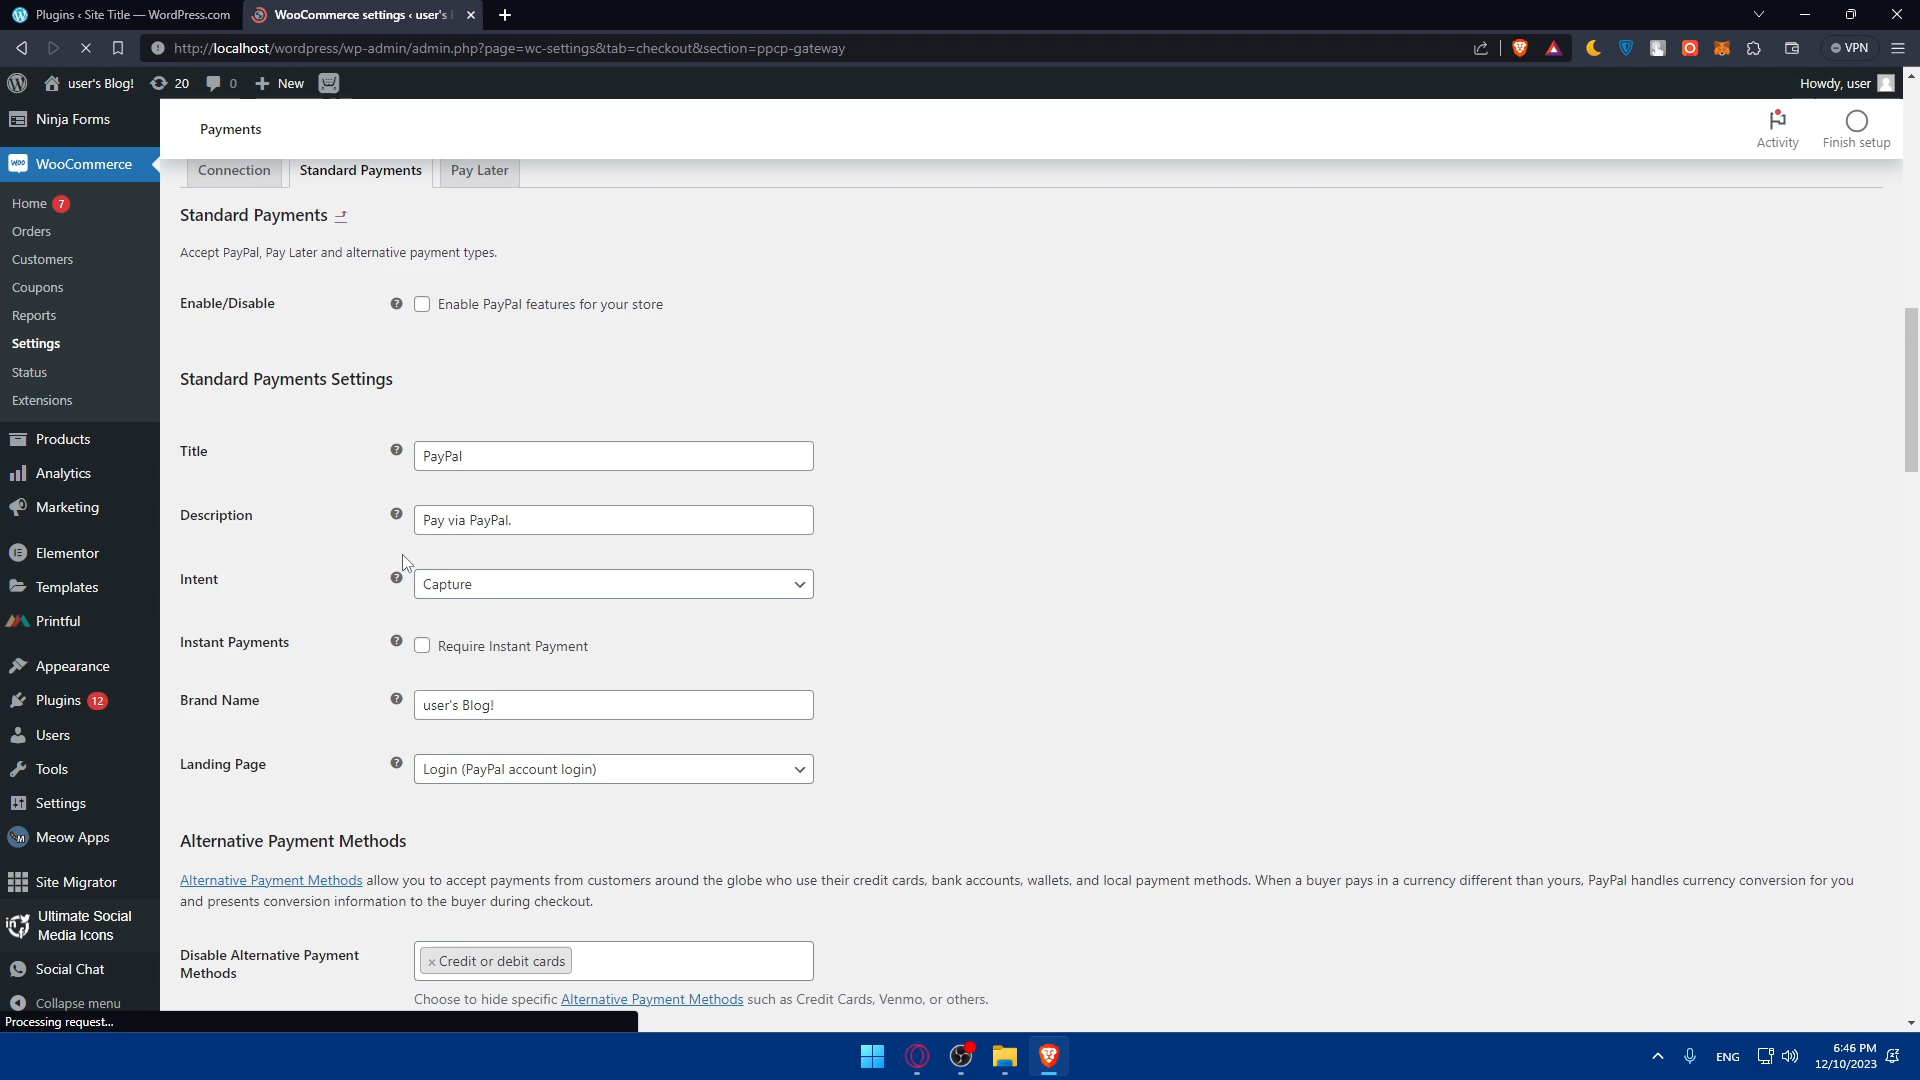 Plugins ‹ Site Title — WordPress.com
WooCommerce settings ‹ user's
http://localhost/wordpress/wp-admin/admin.php?page=wc-settings&tab=checkout&section=ppcp-gateway
VPN
user's Blog!
20
0
New
Howdy, user
Ninja Forms
WooCommerce
Home 7
Orders
Customers
Coupons
Reports
Settings
Status
Extensions
Products
Analytics
Marketing
Elementor
Templates
Printful
Appearance
Plugins 12
Users
Tools
Settings
Meow Apps
Site Migrator
Ultimate Social
Media Icons
Social Chat
Collapse menu
Processing request...
Payments
Activity
Finish setup
Connection
Standard Payments
Pay Later
Standard Payments
Accept PayPal, Pay Later and alternative payment types.
Enable/Disable
Enable PayPal features for your store
Standard Payments Settings
Title
PayPal
Description
Pay via PayPal.
Intent
Capture
Instant Payments
Require Instant Payment
Brand Name
user's Blog!
Landing Page
Login (PayPal account login)
Alternative Payment Methods
Alternative Payment Methods allow you to accept payments from customers around the globe who use their credit cards, bank accounts, wallets, and local payment methods. When a buyer pays in a currency different than yours, PayPal handles currency conversion for you
and presents conversion information to the buyer during checkout.
Disable Alternative Payment
Methods
× Credit or debit cards
Choose to hide specific Alternative Payment Methods such as Credit Cards, Venmo, or others.
ENG
6:46 PM
12/10/2023